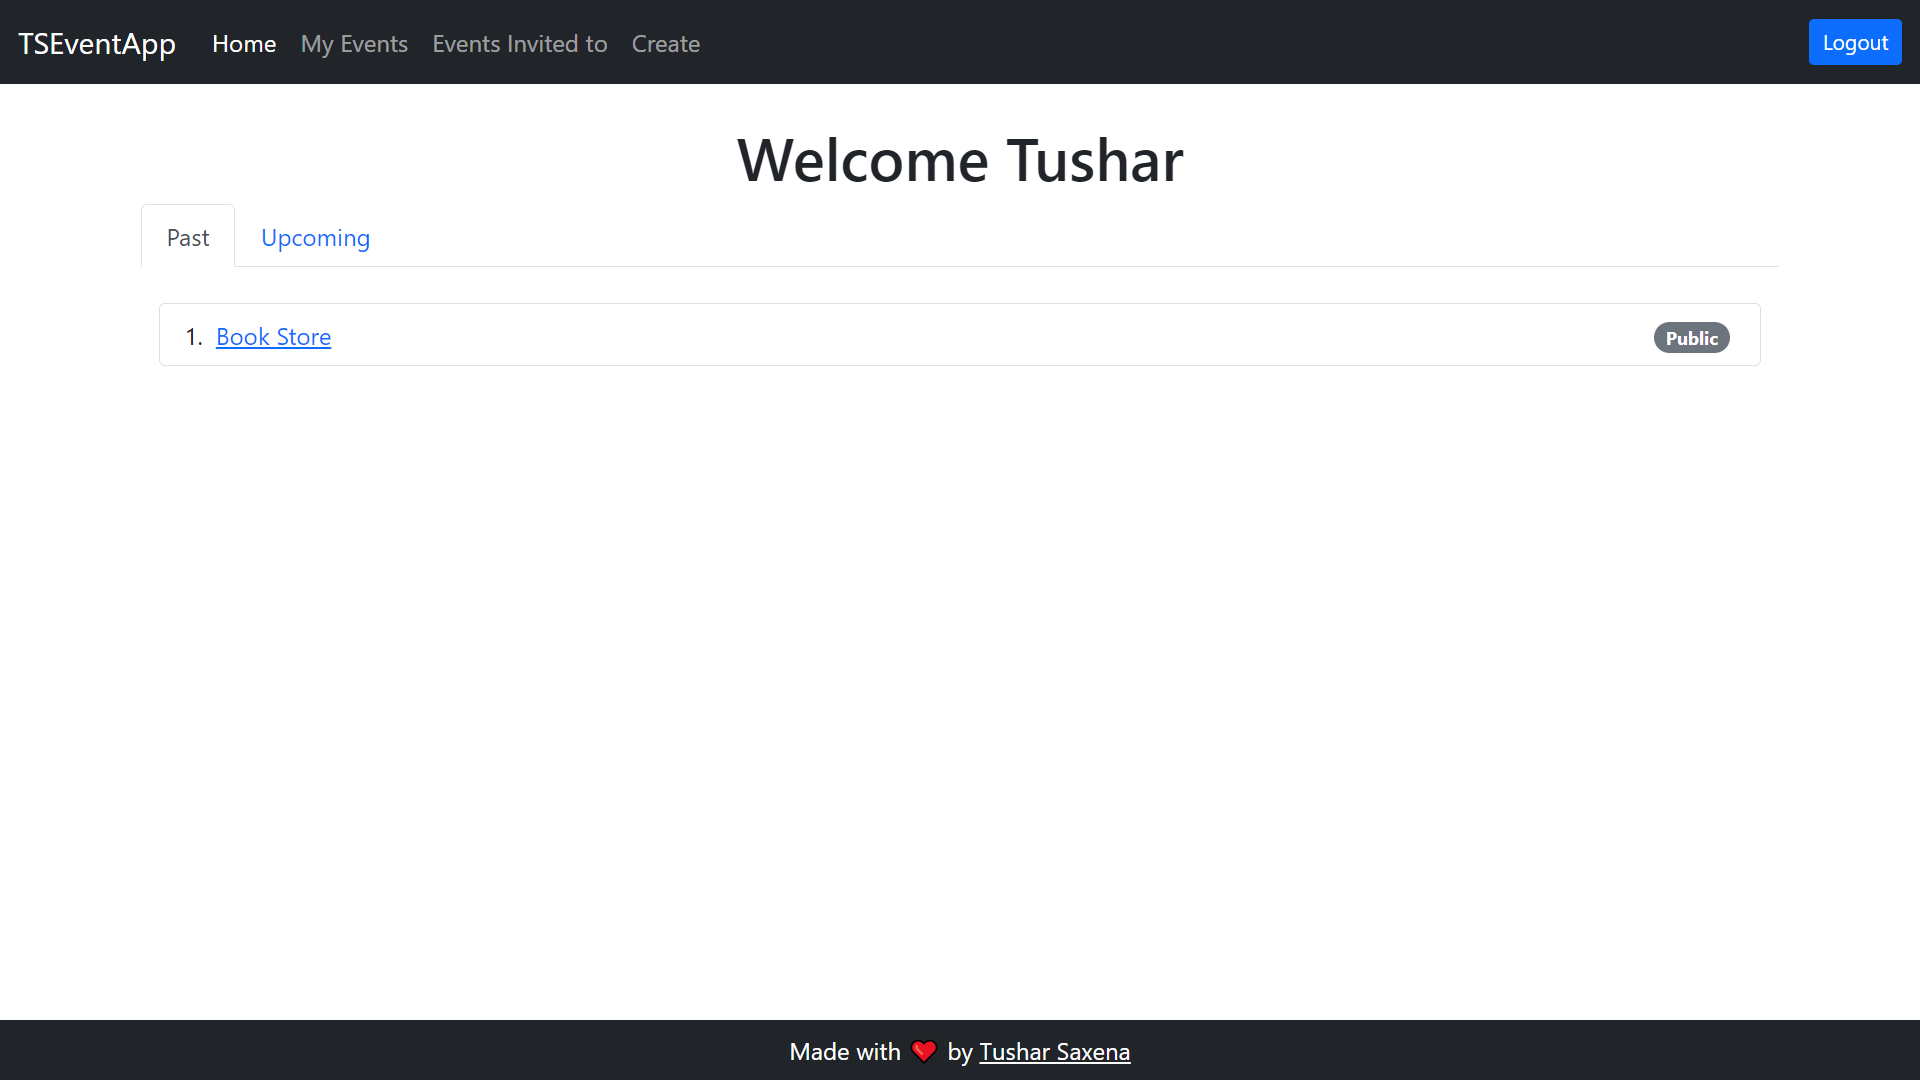 TSEventApp Home My Events Events Invited to Create Logout
Welcome Tushar
Past Upcoming
1. Book Store Public
Made with ❤️ by Tushar Saxena